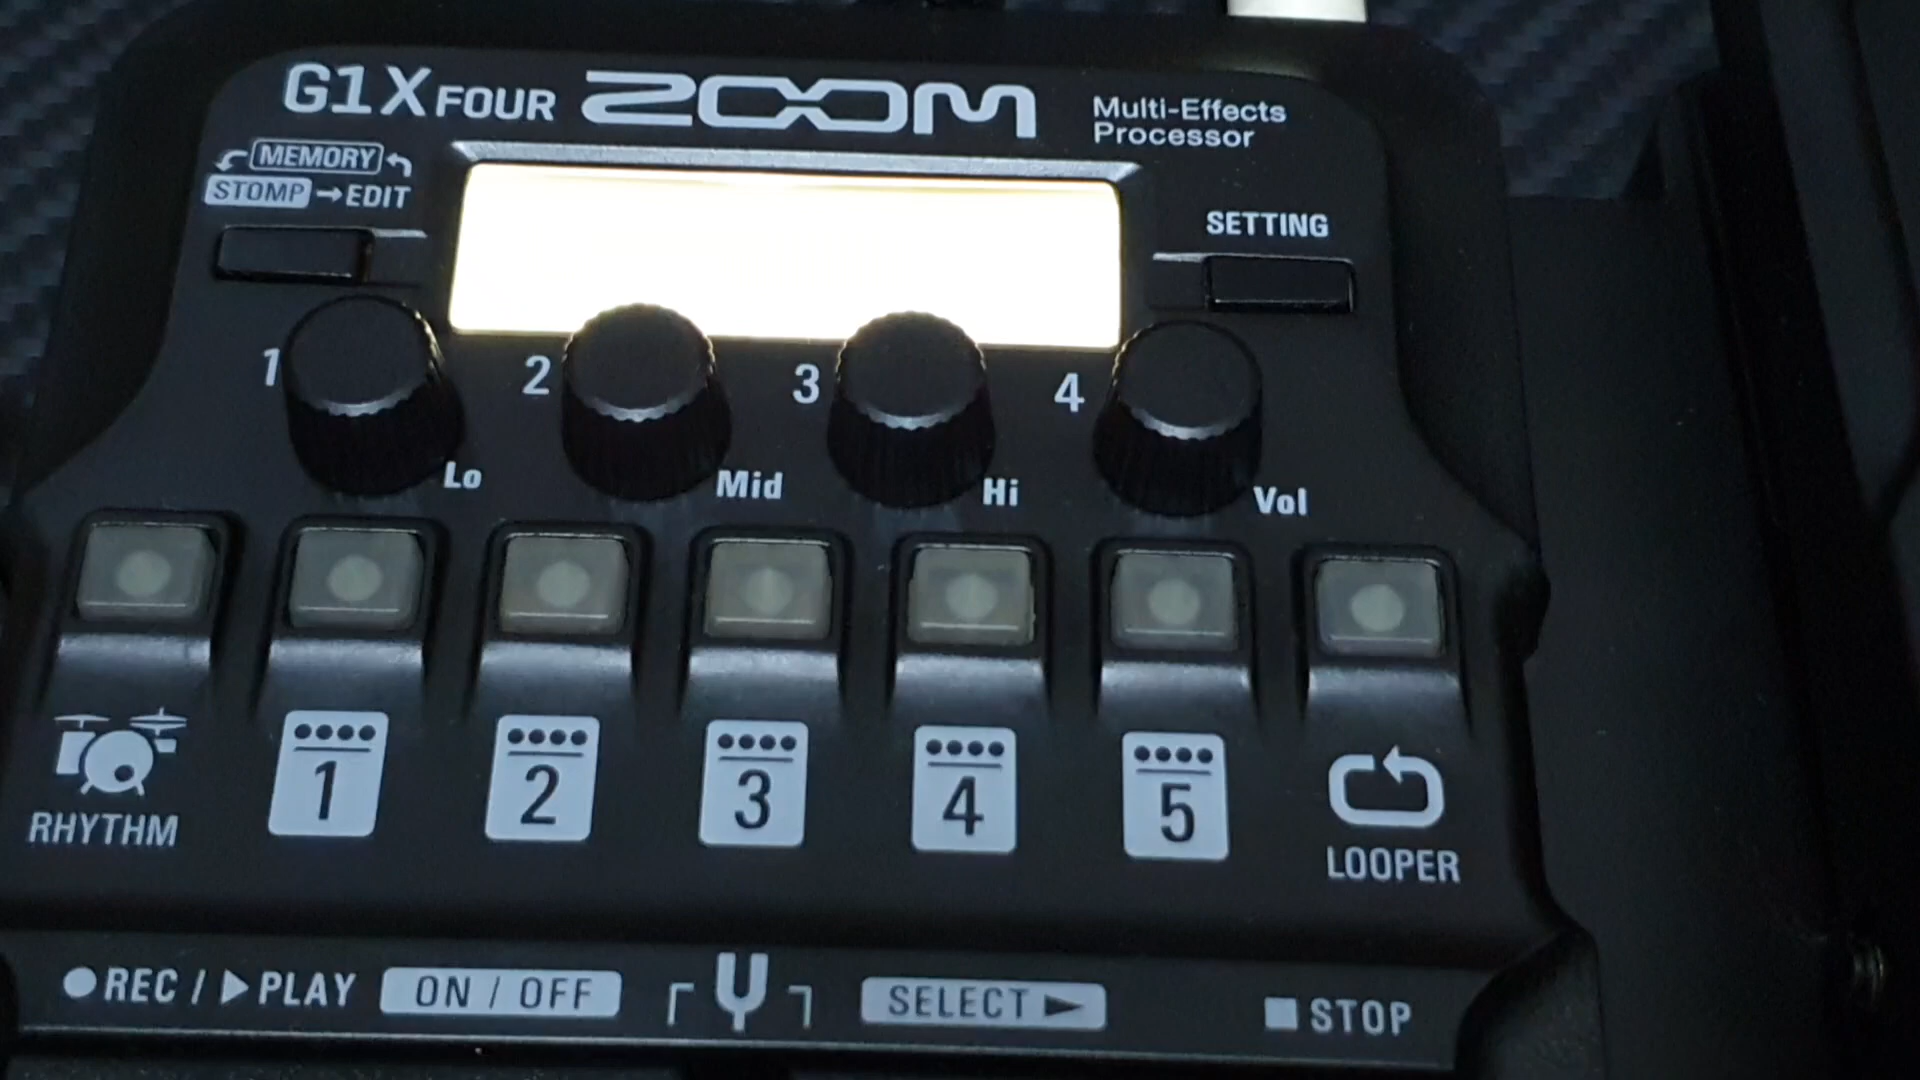 G1X FOUR ZOOM
Multi-Effects
Processor
MEMORY
STOMP → EDIT
SETTING
1 2 3 4
Lo Mid Hi Vol
1 2 3 4 5
RHYTHM
LOOPER
● REC / ▶ PLAY ON / OFF SELECT ► ■ STOP